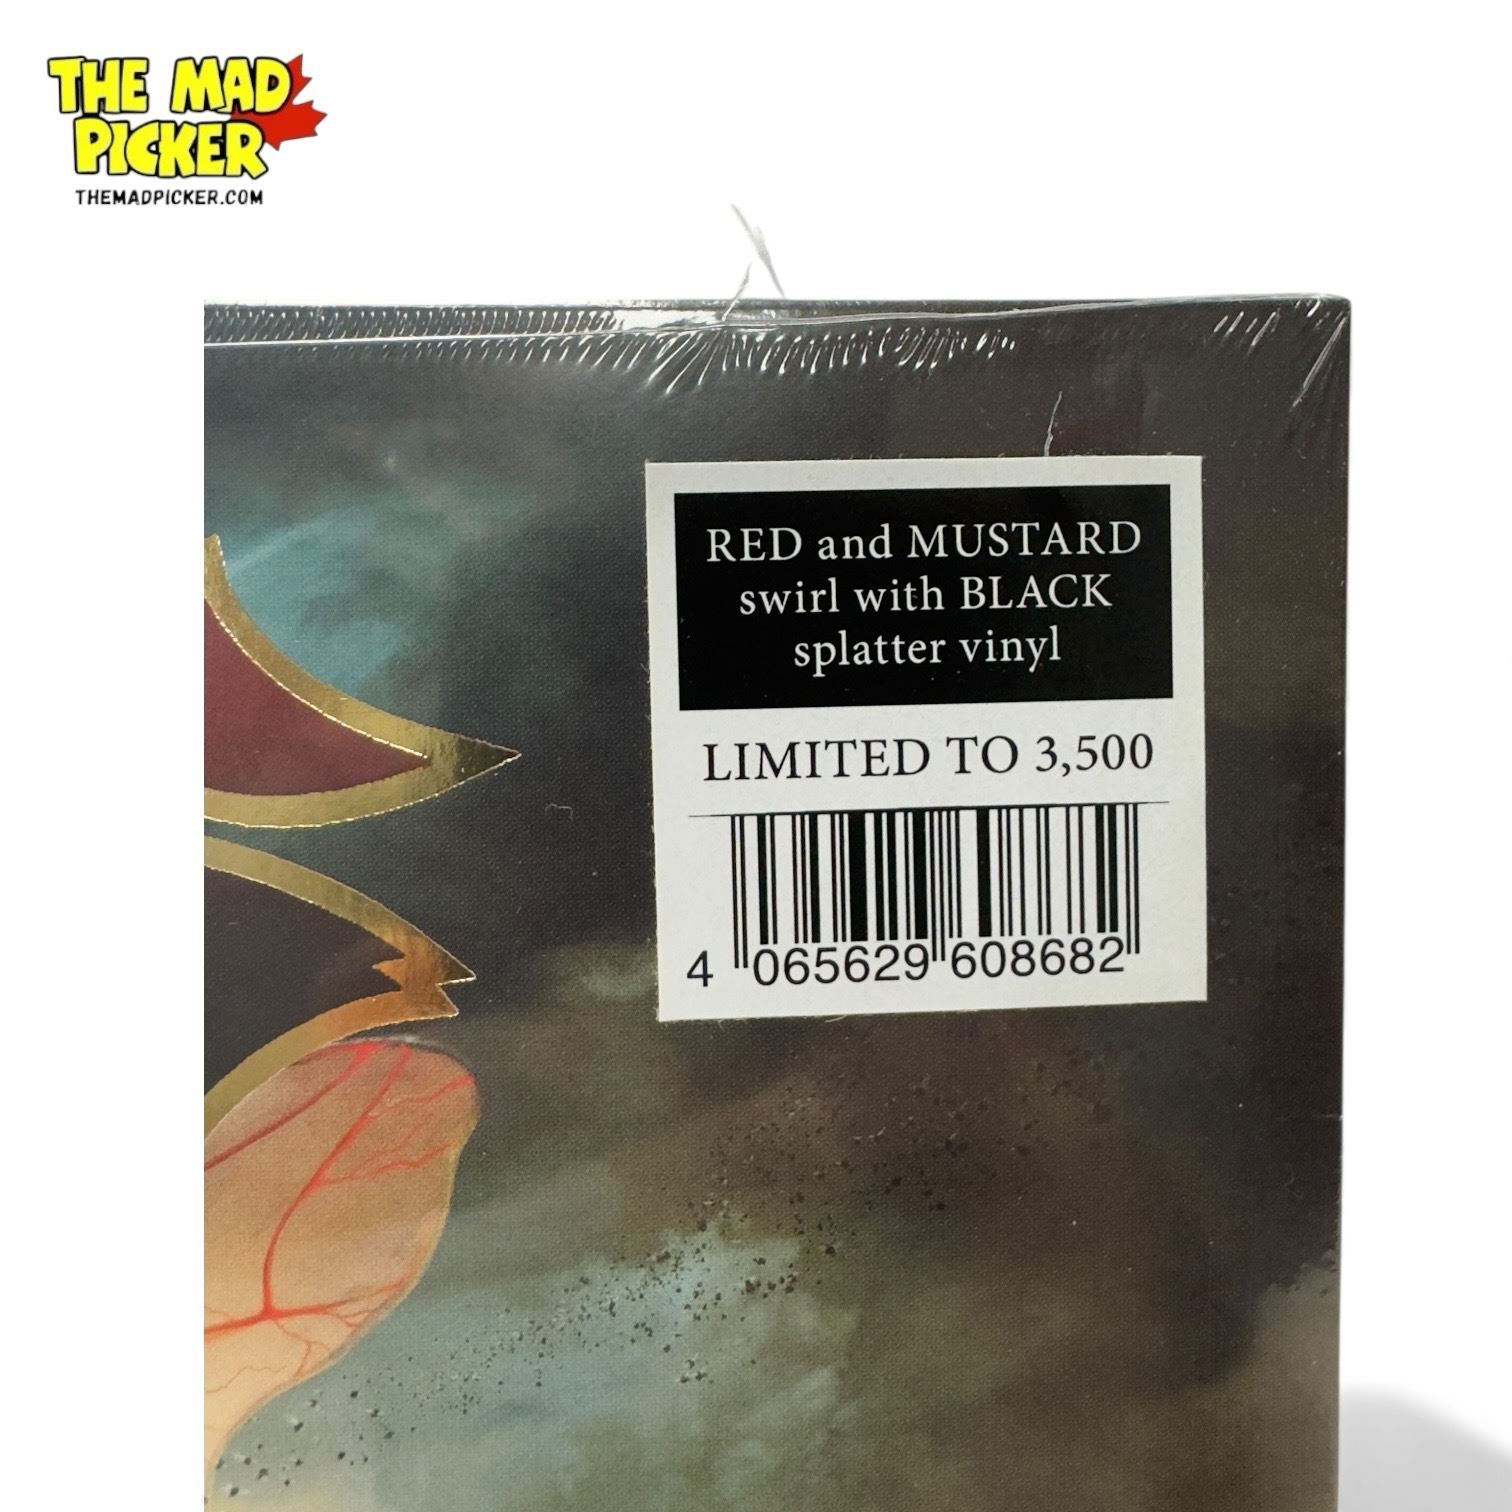 THE MAD
PICKER
THEMADPICKER.COM
RED and MUSTARD
swirl with BLACK
splatter vinyl
LIMITED TO 3,500
4 065629 608682